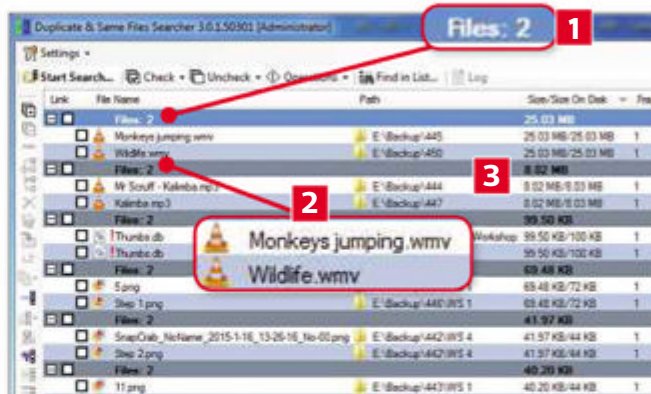 Duplicate & Same Files Searcher 3.0.1.50301 [Administrator]
Files: 2
1
Settings
Start Search... Check Uncheck Operations Find in List... Log
Link File Name Path Size/Size On Disk
Files: 2 25.03 MB
Monkeys jumping.wmv E:\Backup\445 25.03 MB/25.03 MB 1
Wildlife.wmv E:\Backup\450 25.03 MB/25.03 MB 1
Files: 2 8.02 MB
Mr Scruff - Kalimba.mp3 E:\Backup\444 8.02 MB/8.03 MB 1
3
Kalimba.mp3 E:\Backup\447 8.02 MB/8.03 MB 1
2
Files: 2 99.50 KB
!Thumbs.db Workshop 99.50 KB/100 KB 1
Monkeys jumping.wmv
!Thumbs.db 99.50 KB/100 KB 1
Files: 2 69.48 KB
Wildlife.wmv
5.png 69.48 KB/72 KB 1
Step 1.png E:\Backup\440\WS 1 69.48 KB/72 KB 1
Files: 2 41.97 KB
SnapCrab_NoName_2015-1-16_13-26-16_No-00.png E:\Backup\442\WS 4 41.97 KB/44 KB 1
Step 2.png E:\Backup\442\WS 4 41.97 KB/44 KB 1
Files: 2 40.20 KB
11.png E:\Backup\443\WS 1 40.20 KB/44 KB 1